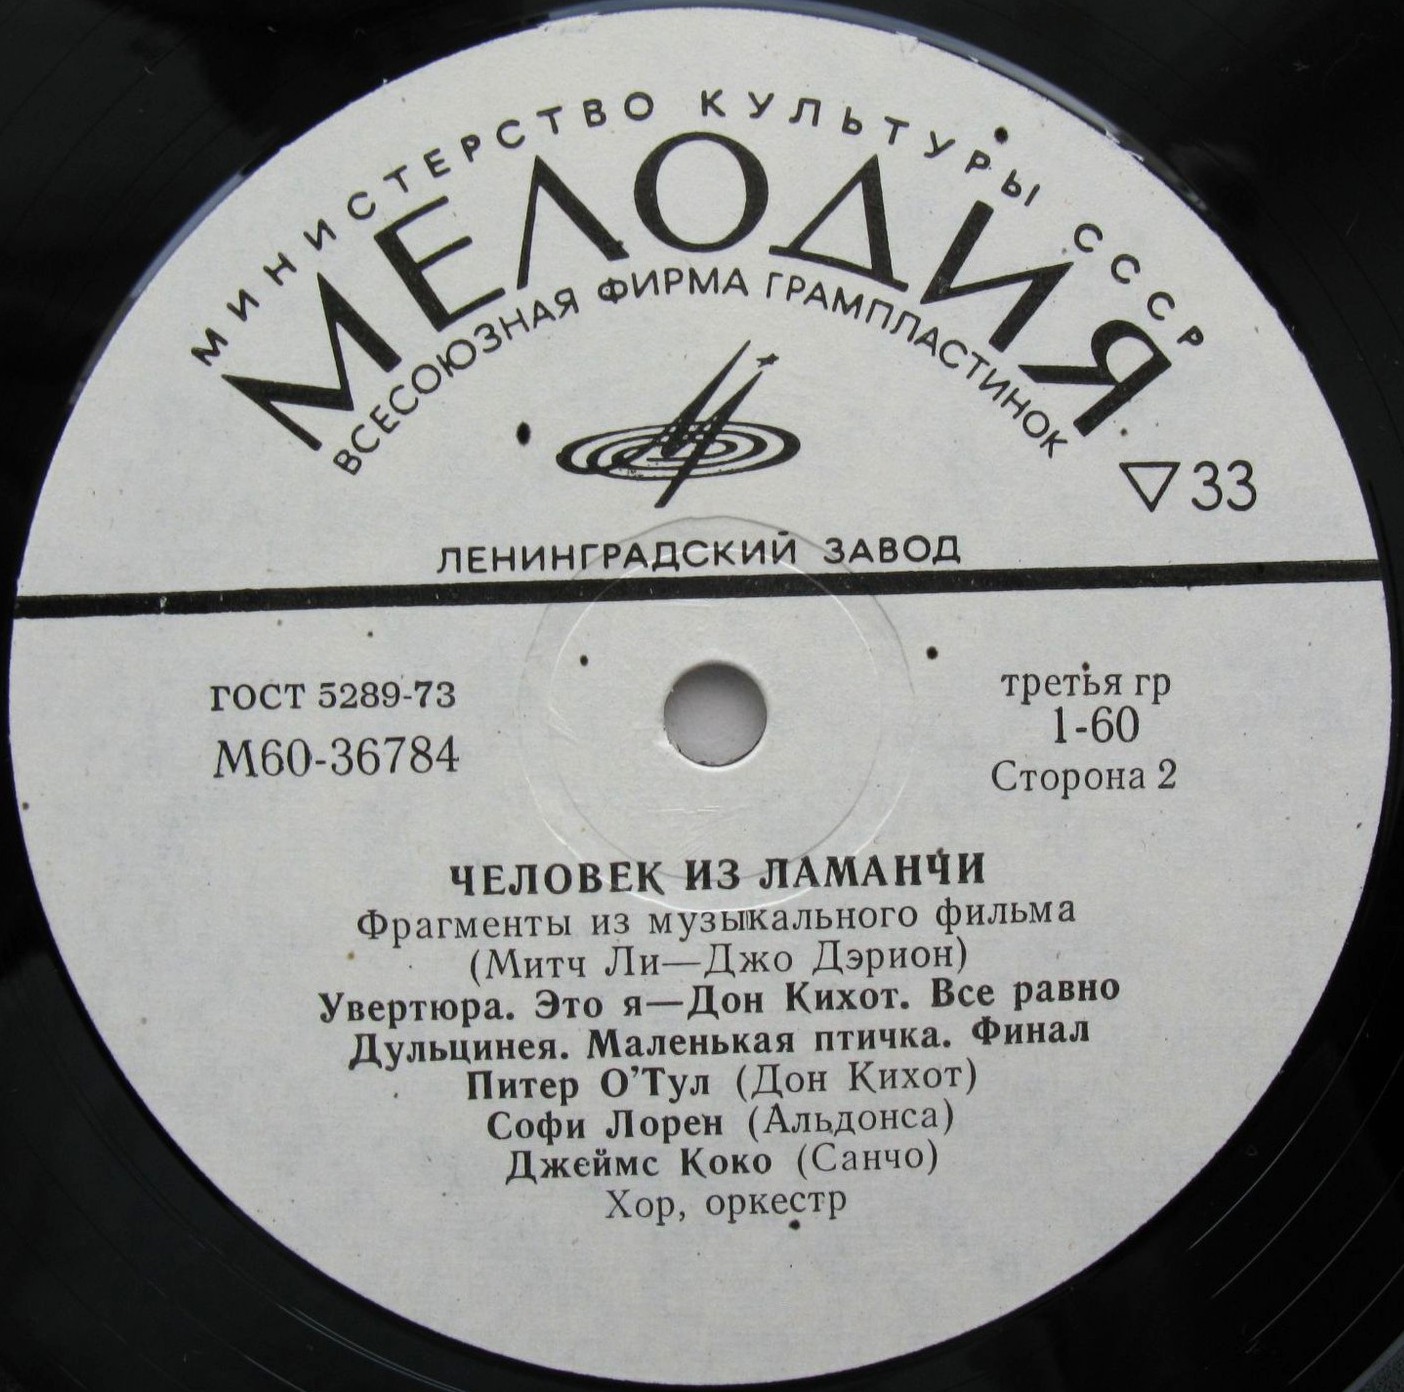 МИНИСТЕРСТВО КУЛЬТУРЫ СССР
МЕЛОДИЯ
ВСЕСОЮЗНАЯ ФИРМА ГРАМПЛАСТИНОК
33
ЛЕНИНГРАДСКИЙ ЗАВОД
ГОСТ 5289-73
М60-36784
третья гр
1-60
Сторона 2
ЧЕЛОВЕК ИЗ ЛАМАНЧИ
Фрагменты из музыкального фильма
(Митч Ли—Джо Дэрион)
Увертюра. Это я—Дон Кихот. Все равно
Дульцинея. Маленькая птичка. Финал
Питер О'Тул (Дон Кихот)
Софи Лорен (Альдонса)
Джеймс Коко (Санчо)
Хор, оркестр